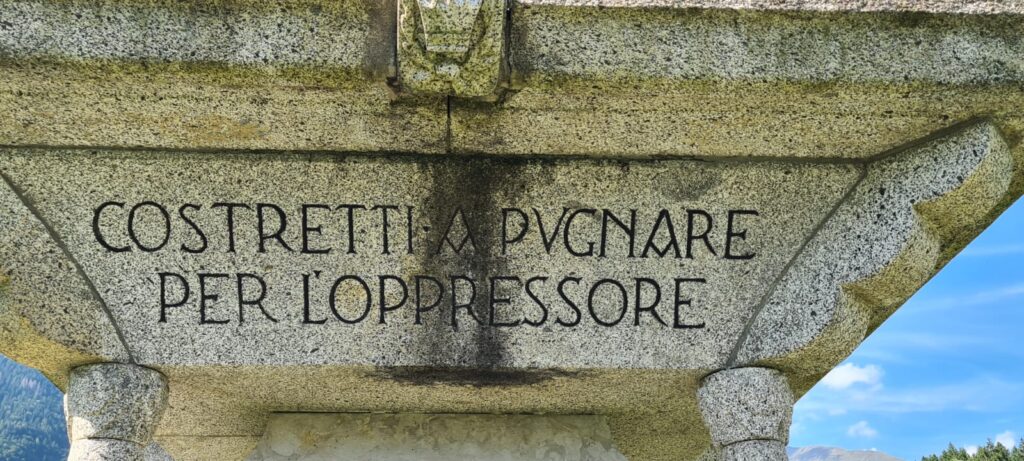 COSTRETTI·A PVGNARE
PER L'OPPRESSORE